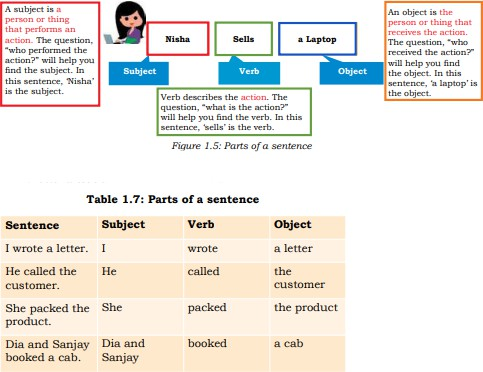 A subject is a
person or thing
that performs an
action. The question,
“who performed the
action?” will help you
find the subject. In
this sentence, ‘Nisha’
is the subject.
Nisha
Sells
a Laptop
Subject
Verb
Object
Verb describes the action. The
question, “what is the action?”
will help you find the verb. In this
sentence, ‘sells’ is the verb.
An object is the
person or thing that
receives the action.
The question, “who
received the action?”
will help you find
the object. In this
sentence, ‘a laptop’ is
the object.
Figure 1.5: Parts of a sentence
Table 1.7: Parts of a sentence
Sentence Subject Verb Object
I wrote a letter. I wrote a letter
He called the He called the
customer. customer
She packed the She packed the product
product.
Dia and Sanjay Dia and booked a cab
booked a cab. Sanjay